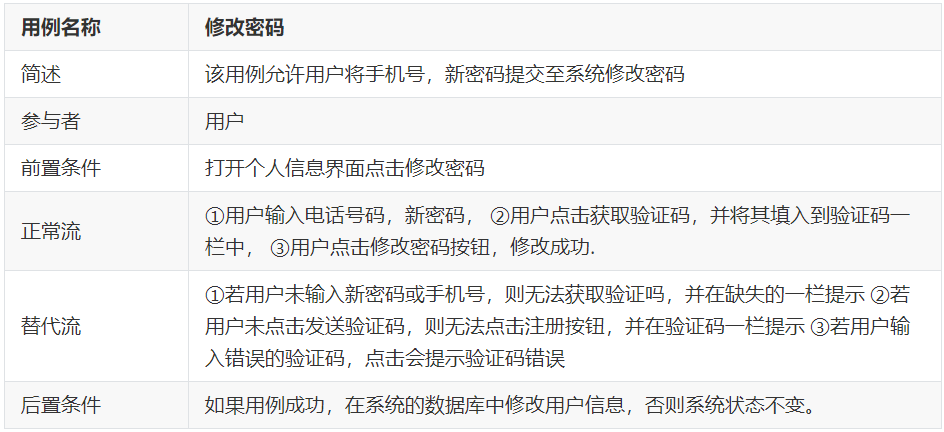 用例名称 修改密码
简述 该用例允许用户将手机号，新密码提交至系统修改密码
参与者 用户
前置条件 打开个人信息界面点击修改密码
正常流 ①用户输入电话号码，新密码， ②用户点击获取验证码，并将其填入到验证码一
栏中， ③用户点击修改密码按钮，修改成功.
替代流 ①若用户未输入新密码或手机号，则无法获取验证吗，并在缺失的一栏提示 ②若
用户未点击发送验证码，则无法点击注册按钮，并在验证码一栏提示 ③若用户输
入错误的验证码，点击会提示验证码错误
后置条件 如果用例成功，在系统的数据库中修改用户信息，否则系统状态不变。